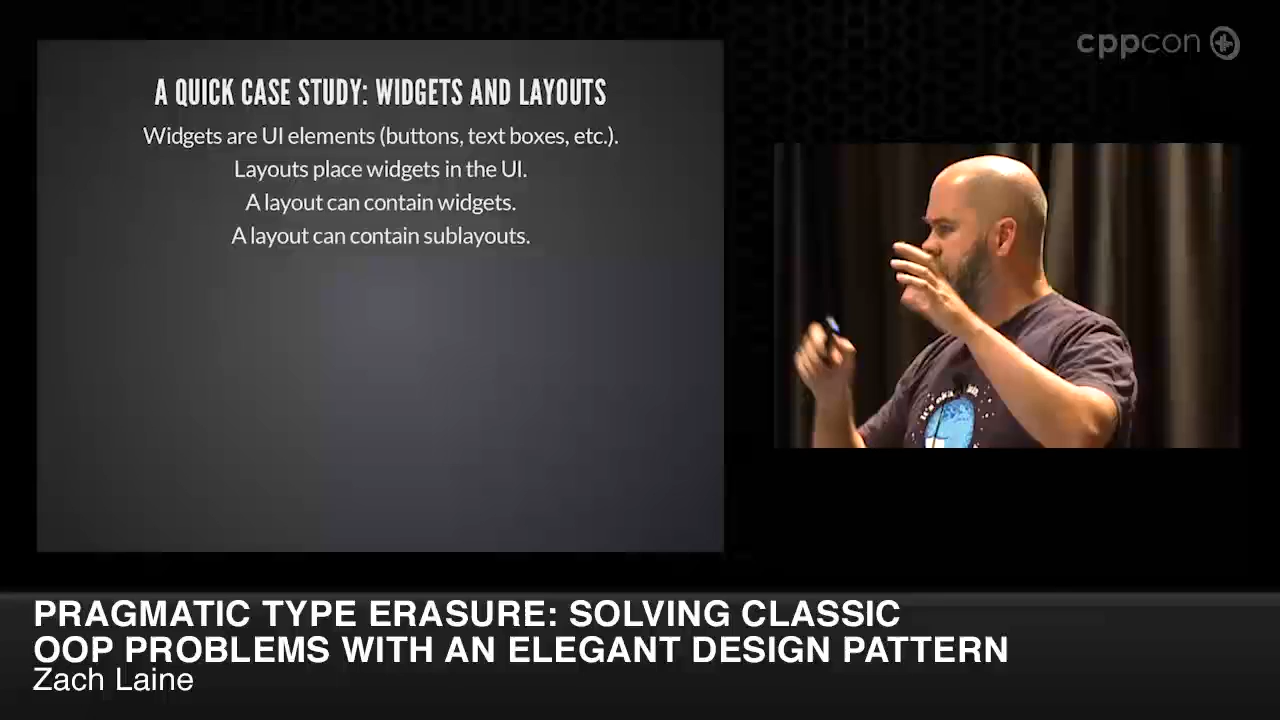 cppcon
A QUICK CASE STUDY: WIDGETS AND LAYOUTS
Widgets are UI elements (buttons, text boxes, etc.).
Layouts place widgets in the UI.
A layout can contain widgets.
A layout can contain sublayouts.
PRAGMATIC TYPE ERASURE: SOLVING CLASSIC
OOP PROBLEMS WITH AN ELEGANT DESIGN PATTERN
Zach Laine